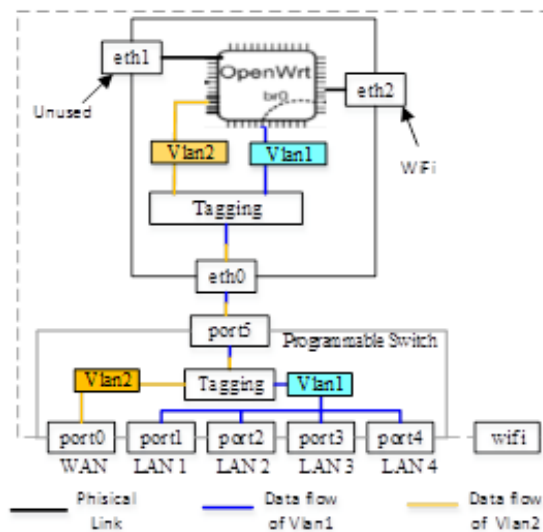 eth1
OpenWrt
br0
eth2
Unused
WiFi
Vlan2
Vlan1
Tagging
eth0
port5
Programmable Switch
Vlan2
Tagging
Vlan1
port0
port1
port2
port3
port4
wifi
WAN
LAN 1
LAN 2
LAN 3
LAN 4
Phisical
Link
Data flow
of Vlan1
Data flow
of Vlan2